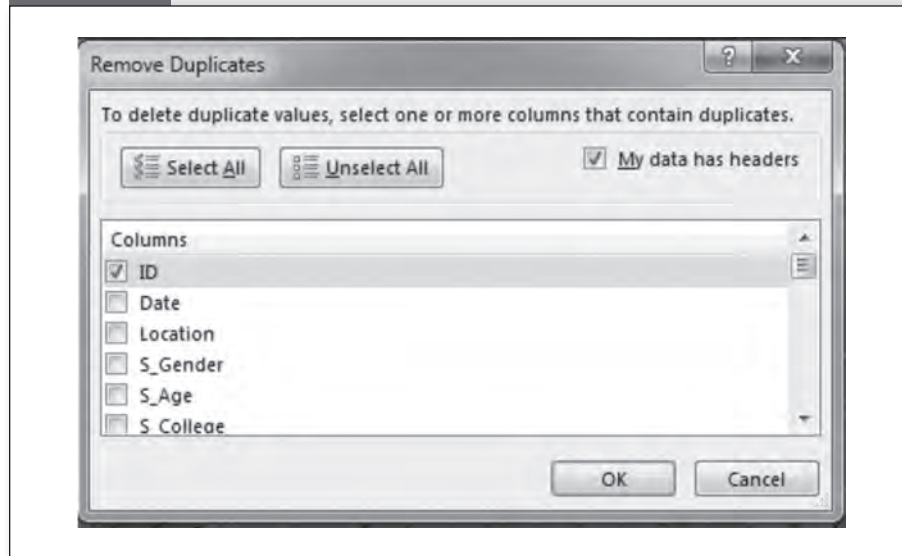 Remove Duplicates
To delete duplicate values, select one or more columns that contain duplicates.
Select All
Unselect All
My data has headers
Columns
ID
Date
Location
S_Gender
S_Age
S_College
OK
Cancel